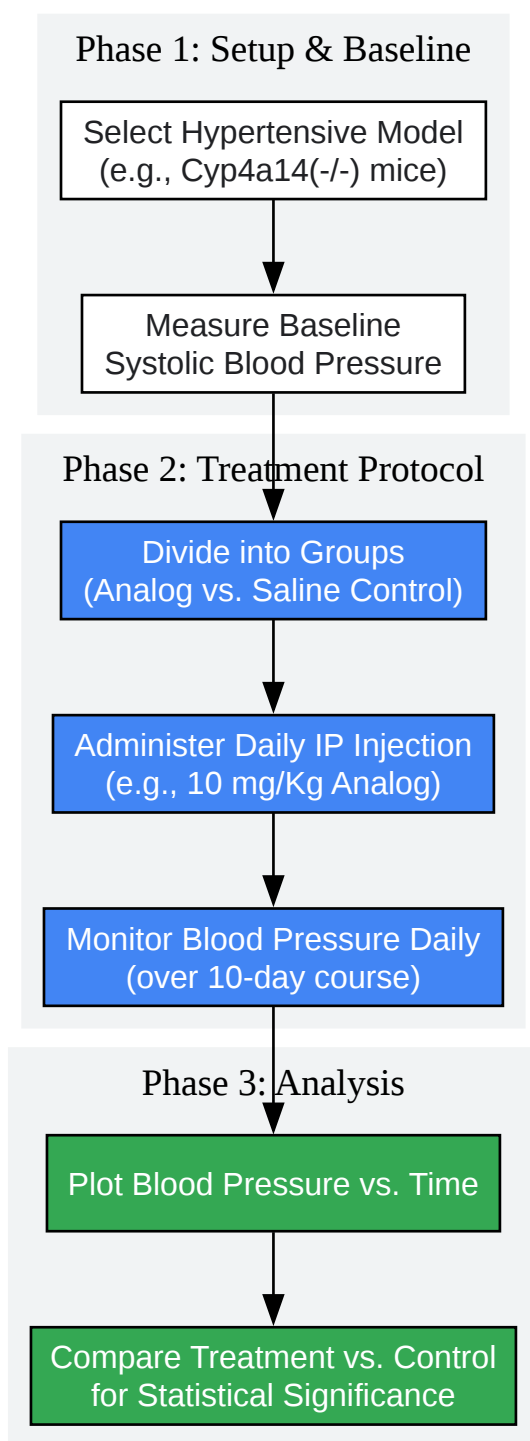 Phase 1: Setup & Baseline
Select Hypertensive Model
(e.g., Cyp4a14(-/-) mice)
Measure Baseline
Systolic Blood Pressure
Phase 2: Treatment Protocol
Divide into Groups
(Analog vs. Saline Control)
Administer Daily IP Injection
(e.g., 10 mg/Kg Analog)
Monitor Blood Pressure Daily
(over 10-day course)
Phase 3: Analysis
Plot Blood Pressure vs. Time
Compare Treatment vs. Control
for Statistical Significance